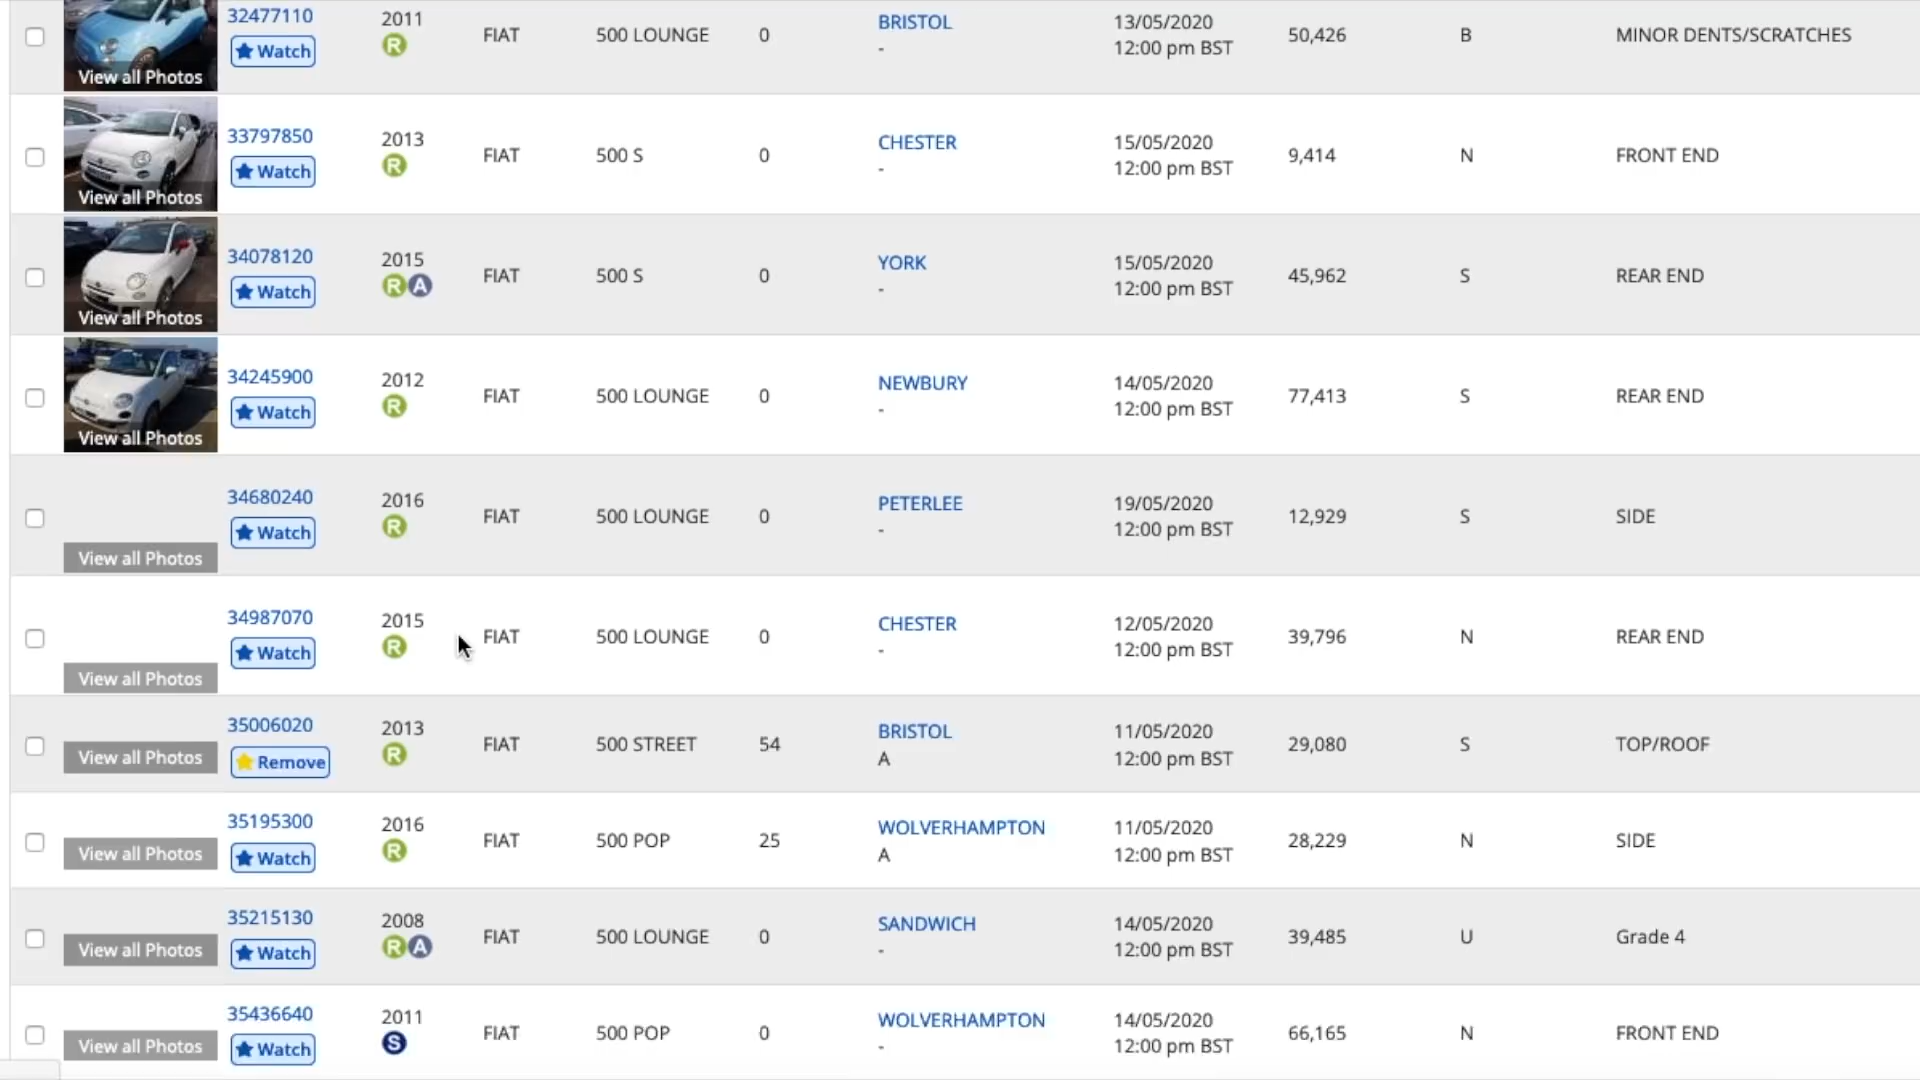 32477110 2011 FIAT 500 LOUNGE 0 BRISTOL 13/05/2020 50,426 B MINOR DENTS/SCRATCHES
Watch R - 12:00 pm BST
View all Photos
33797850 2013 FIAT 500 S 0 CHESTER 15/05/2020 9,414 N FRONT END
Watch R - 12:00 pm BST
View all Photos
34078120 2015 FIAT 500 S 0 YORK 15/05/2020 45,962 S REAR END
Watch R A - 12:00 pm BST
View all Photos
34245900 2012 FIAT 500 LOUNGE 0 NEWBURY 14/05/2020 77,413 S REAR END
Watch R - 12:00 pm BST
View all Photos
34680240 2016 FIAT 500 LOUNGE 0 PETERLEE 19/05/2020 12,929 S SIDE
Watch R - 12:00 pm BST
View all Photos
34987070 2015 FIAT 500 LOUNGE 0 CHESTER 12/05/2020 39,796 N REAR END
Watch R - 12:00 pm BST
View all Photos
35006020 2013 FIAT 500 STREET 54 BRISTOL 11/05/2020 29,080 S TOP/ROOF
View all Photos Remove R A 12:00 pm BST
35195300 2016 FIAT 500 POP 25 WOLVERHAMPTON 11/05/2020 28,229 N SIDE
View all Photos Watch R A 12:00 pm BST
35215130 2008 FIAT 500 LOUNGE 0 SANDWICH 14/05/2020 39,485 U Grade 4
View all Photos Watch R A - 12:00 pm BST
35436640 2011 FIAT 500 POP 0 WOLVERHAMPTON 14/05/2020 66,165 N FRONT END
View all Photos Watch S - 12:00 pm BST